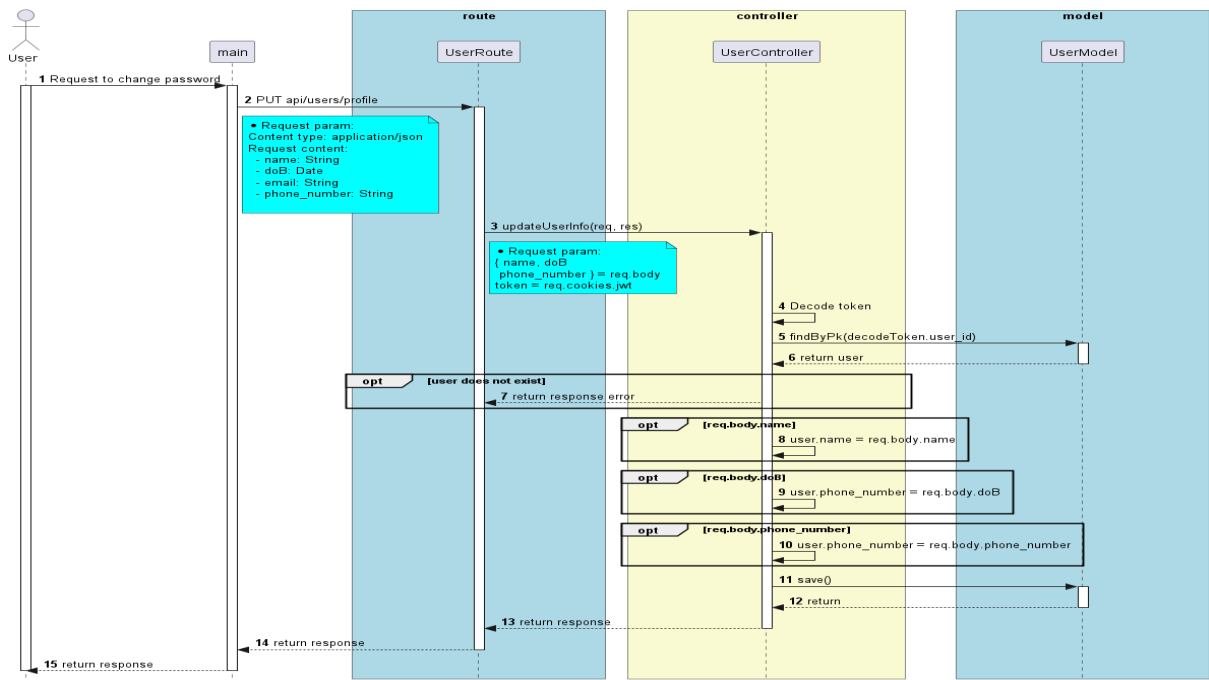 route
controller
model
User
main
UserRoute
UserController
UserModel
1 Request to change password
2 PUT api/users/profile
• Request param:
Content type: application/json
Request content:
- name: String
- doB: Date
- email: String
- phone_number: String
3 updateUserInfo(req, res)
• Request param:
{ name, doB
phone_number } = req.body
token = req.cookies.jwt
4 Decode token
5 findByPk(decodeToken.user_id)
6 return user
opt [user does not exist]
7 return response error
opt [req.body.name]
8 user.name = req.body.name
opt [req.body.doB]
9 user.phone_number = req.body.doB
opt [req.body.phone_number]
10 user.phone_number = req.body.phone_number
11 save()
12 return
13 return response
14 return response
15 return response